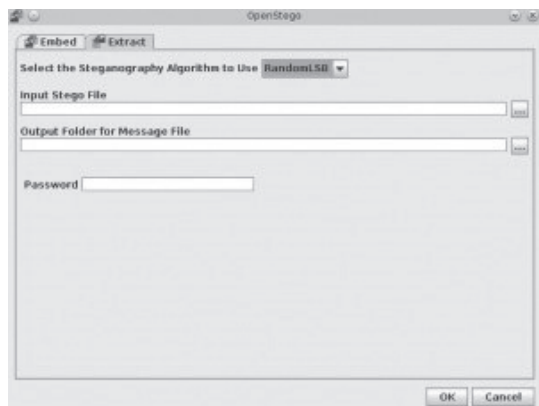 OpenStego
Embed Extract
Select the Steganography Algorithm to Use RandomLSB
Input Stego File
...
Output Folder for Message File
...
Password
OK Cancel